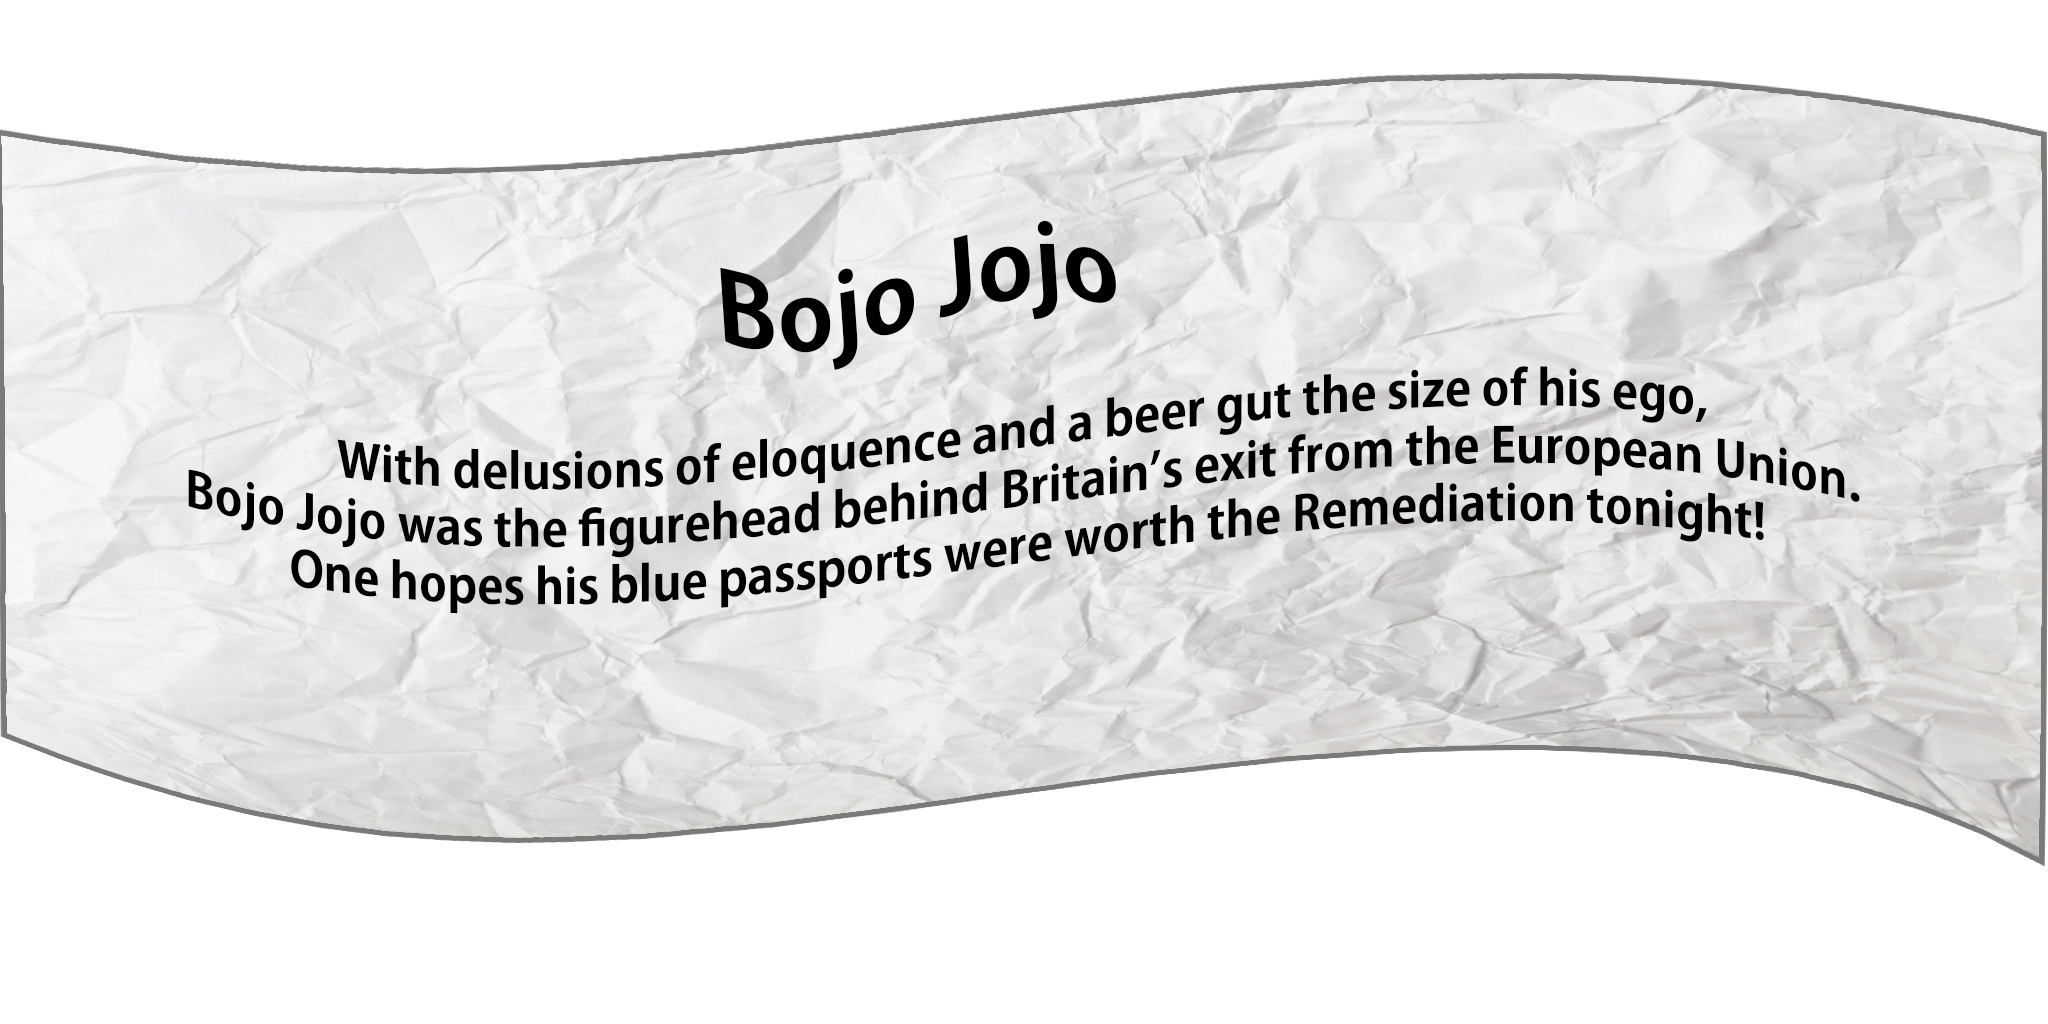 Bojo Jojo
With delusions of eloquence and a beer gut the size of his ego,
Bojo Jojo was the figurehead behind Britain’s exit from the European Union.
One hopes his blue passports were worth the Remediation tonight!